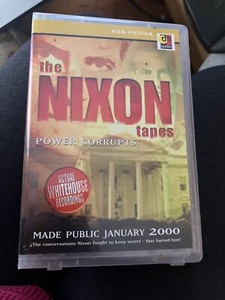 NON-FICTION
the
NIXON
tapes
POWER CORRUPTS
ACTUAL
WHITEHOUSE
RECORDINGS
MADE PUBLIC JANUARY 2000
The conversations Nixon fought to keep secret - that buried him!